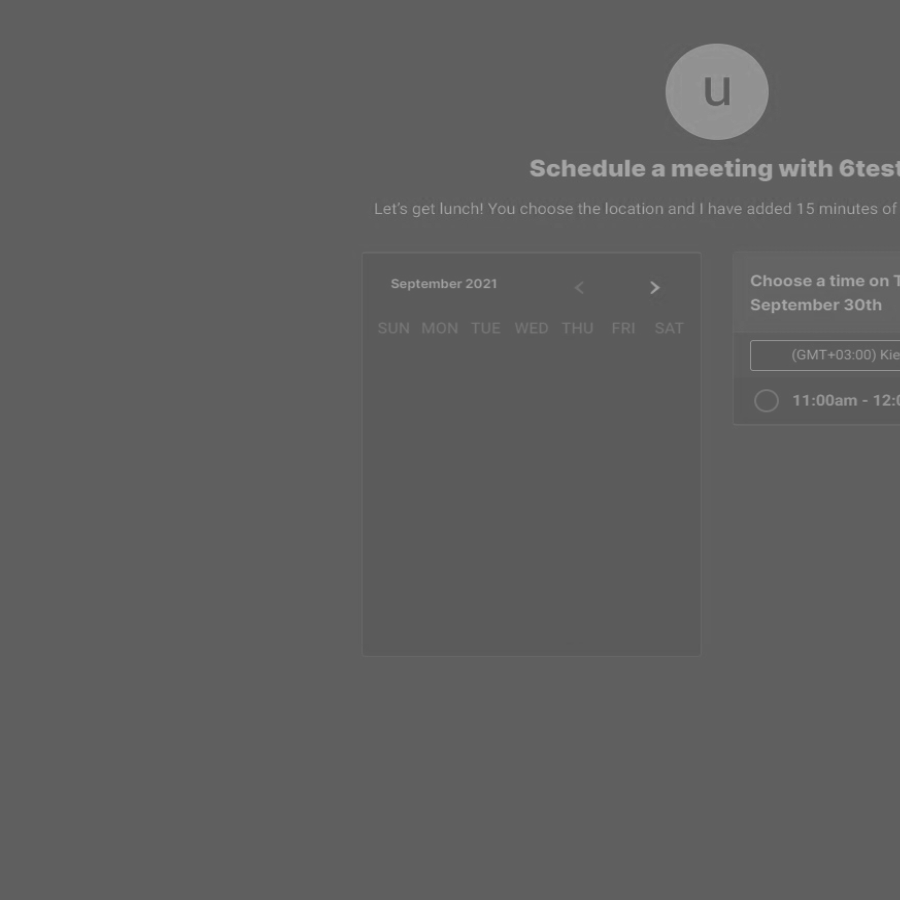 u
Schedule a meeting with 6test
Let's get lunch! You choose the location and I have added 15 minutes of
September 2021
SUN MON TUE WED THU FRI SAT
Choose a time on T
September 30th
(GMT+03:00) Kie
11:00am - 12:0